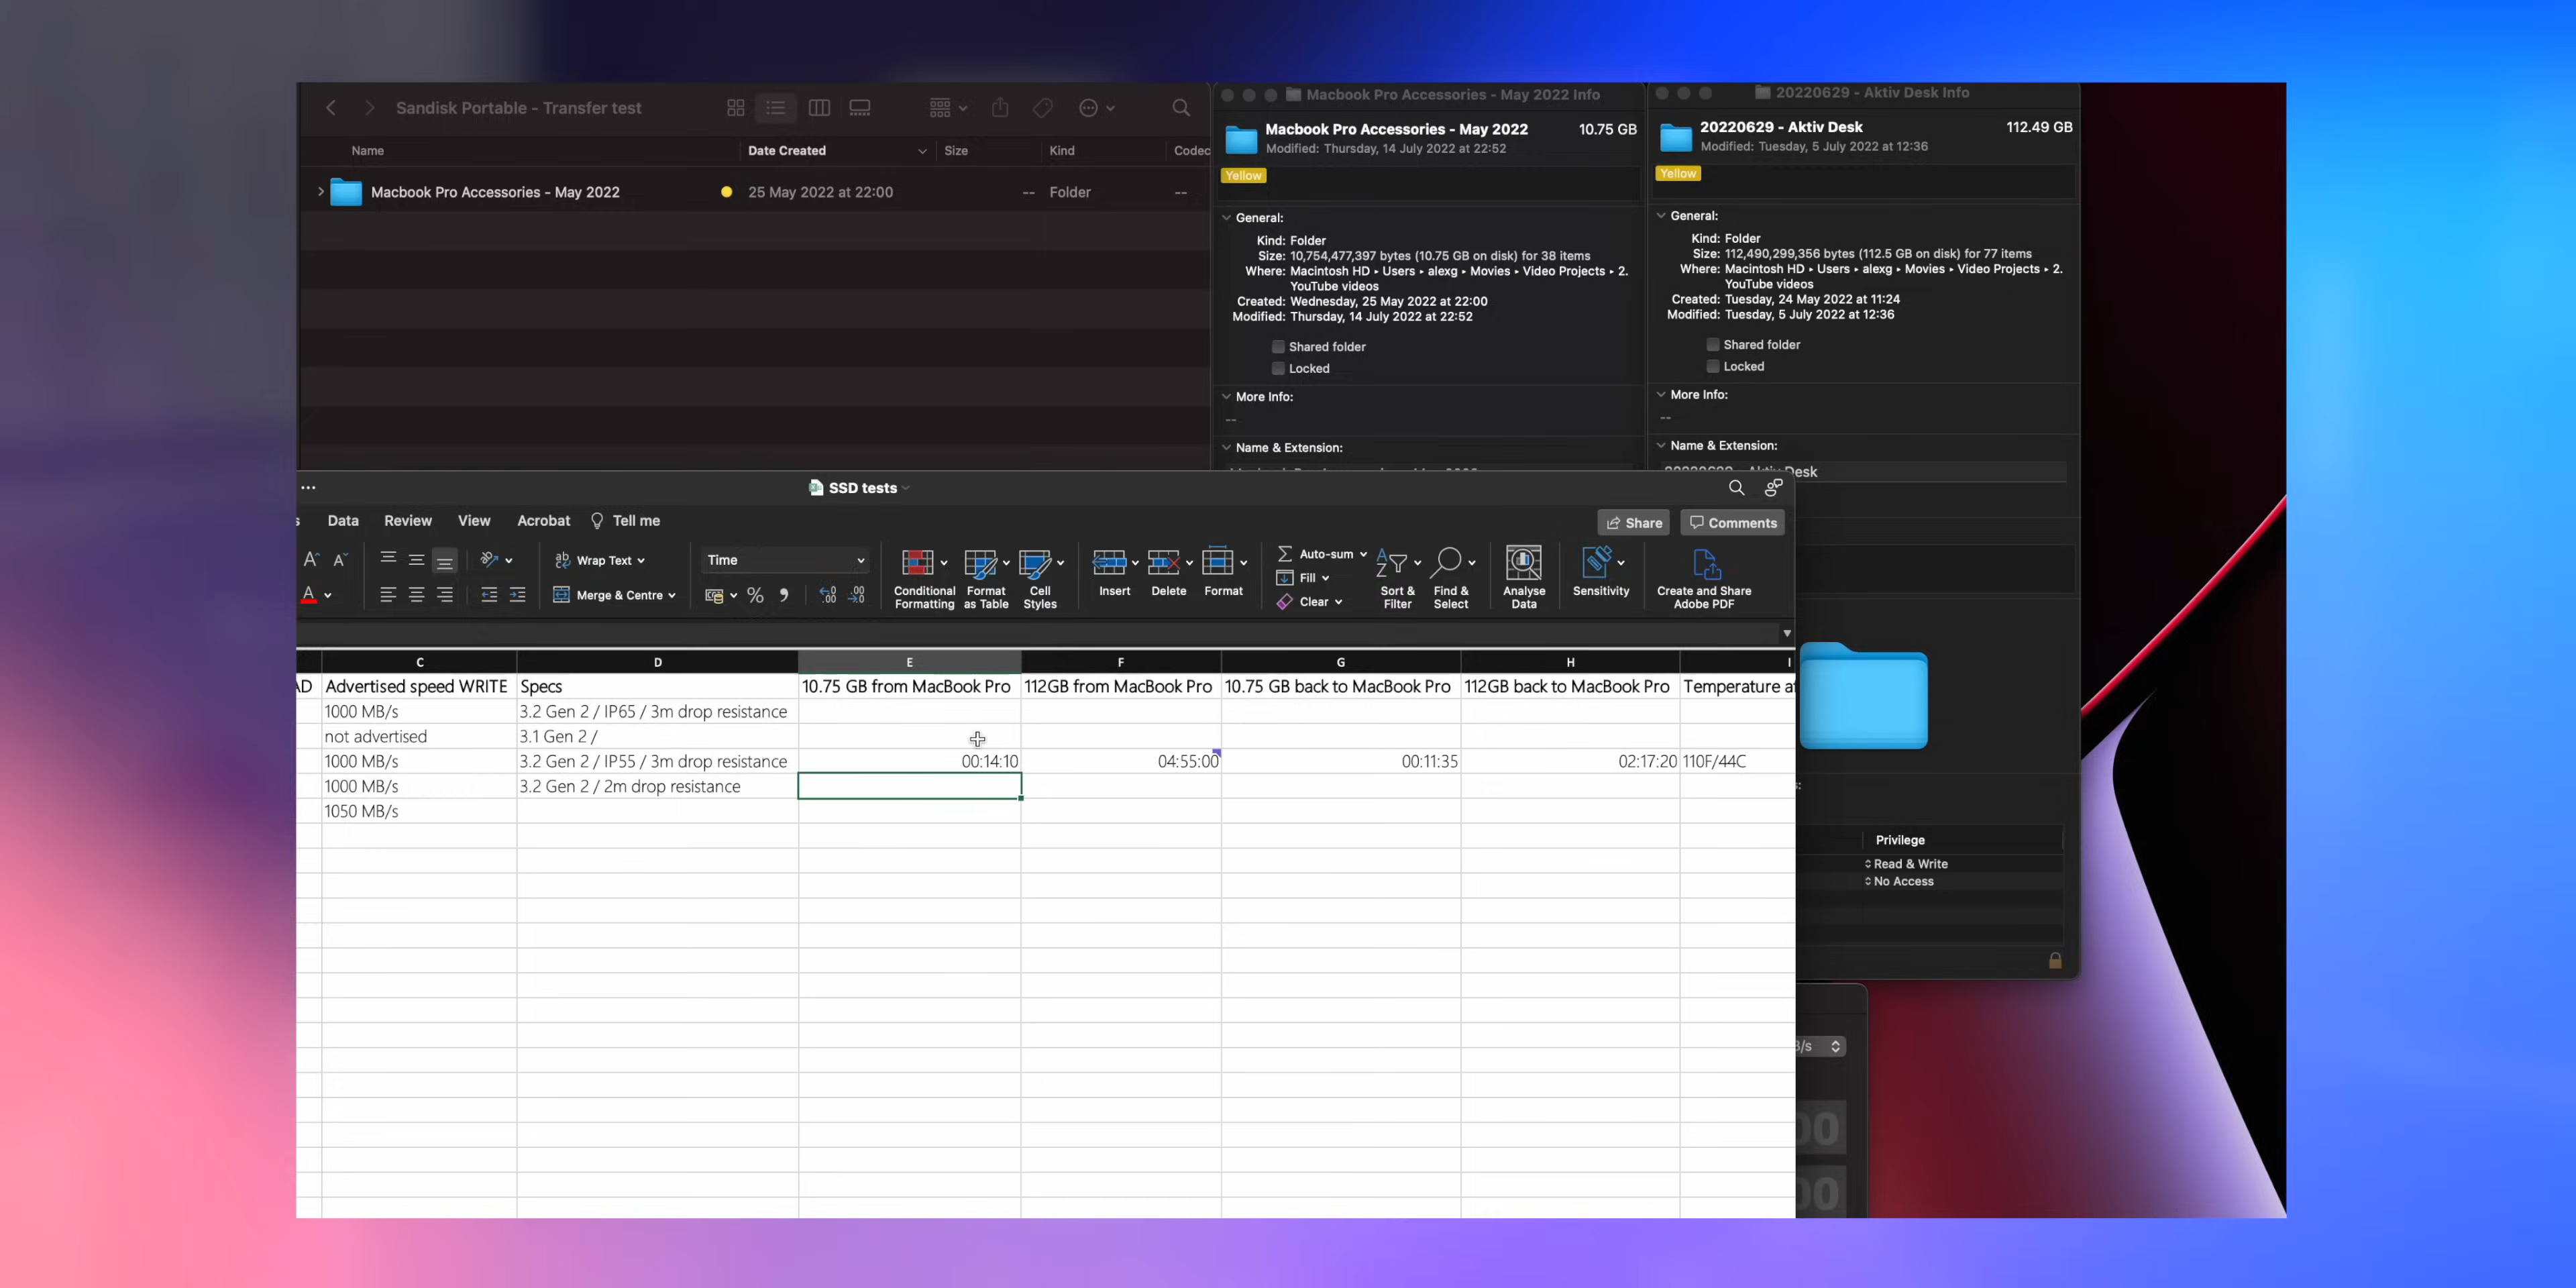 Sandisk Portable - Transfer test
Name Date Created Size Kind Codec
Macbook Pro Accessories - May 2022 25 May 2022 at 22:00 -- Folder --
Macbook Pro Accessories - May 2022 Info
Macbook Pro Accessories - May 2022 10.75 GB
Modified: Thursday, 14 July 2022 at 22:52
Yellow
General:
Kind: Folder
Size: 10,754,477,397 bytes (10.75 GB on disk) for 38 items
Where: Macintosh HD ▸ Users ▸ alexg ▸ Movies ▸ Video Projects ▸ 2.
YouTube videos
Created: Wednesday, 25 May 2022 at 22:00
Modified: Thursday, 14 July 2022 at 22:52
Shared folder
Locked
More Info:
--
Name & Extension:
20220629 - Aktiv Desk Info
20220629 - Aktiv Desk 112.49 GB
Modified: Tuesday, 5 July 2022 at 12:36
Yellow
General:
Kind: Folder
Size: 112,490,299,356 bytes (112.5 GB on disk) for 77 items
Where: Macintosh HD ▸ Users ▸ alexg ▸ Movies ▸ Video Projects ▸ 2.
YouTube videos
Created: Tuesday, 24 May 2022 at 11:24
Modified: Tuesday, 5 July 2022 at 12:36
Shared folder
Locked
More Info:
--
Name & Extension:
Desk
Privilege
Read & Write
No Access
SSD tests
Data Review View Acrobat Tell me
Share Comments
Wrap Text
Merge & Centre
Time
Conditional
Formatting
Format
as Table
Cell
Styles
Insert
Delete
Format
Auto-sum
Fill
Clear
Sort &
Filter
Find &
Select
Analyse
Data
Sensitivity
Create and Share
Adobe PDF
C D E F G H I
AD Advertised speed WRITE Specs 10.75 GB from MacBook Pro 112GB from MacBook Pro 10.75 GB back to MacBook Pro 112GB back to MacBook Pro Temperature
1000 MB/s 3.2 Gen 2 / IP65 / 3m drop resistance
not advertised 3.1 Gen 2 /
1000 MB/s 3.2 Gen 2 / IP55 / 3m drop resistance 00:14:10 04:55:00 00:11:35 02:17:20 110F/44C
1000 MB/s 3.2 Gen 2 / 2m drop resistance
1050 MB/s